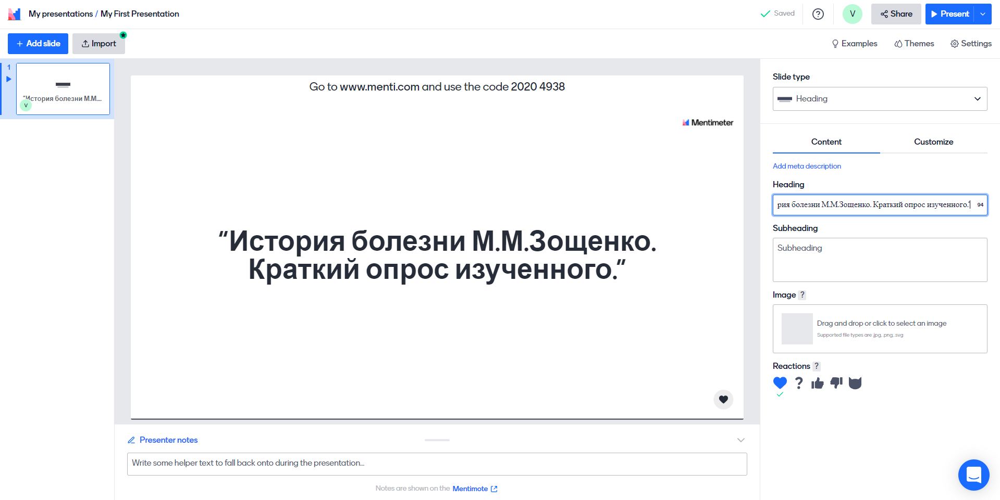 My presentations / My First Presentation
Saved
?
V
Share
Present
+ Add slide
Import
Examples
Themes
Settings
1
"История болезни М.М....
V
Go to www.menti.com and use the code 2020 4938
Mentimeter
"История болезни М.М.Зощенко.
Краткий опрос изученного."
Presenter notes
Write some helper text to fall back onto during the presentation...
Notes are shown on the Mentimote
Slide type
Heading
Content
Customize
Add meta description
Heading
рия болезни М.М.Зощенко. Краткий опрос изученного." 94
Subheading
Subheading
Image ?
Drag and drop or click to select an image
Supported file types are .jpg, .png, .svg
Reactions ?
?